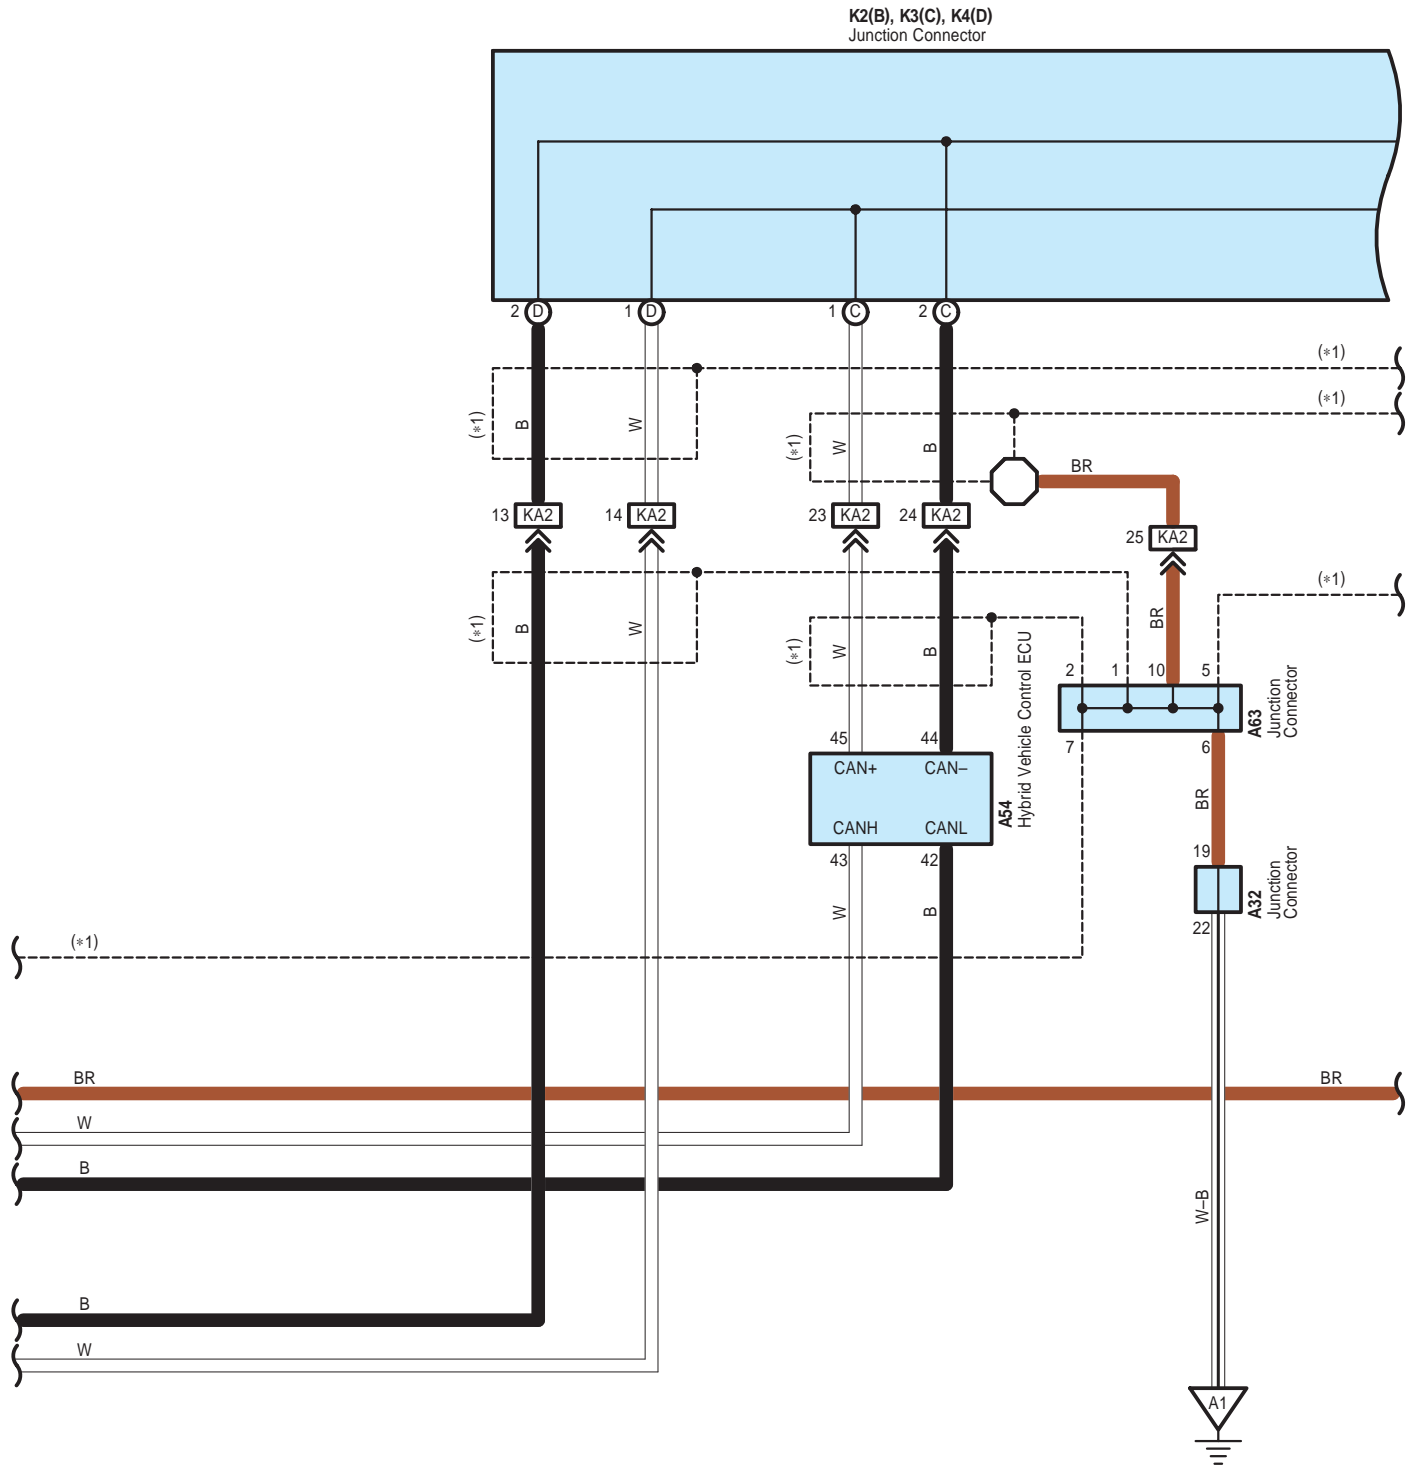 K2(B), K3(C), K4(D)
Junction Connector
2 D
1 D
1 C
2 C
(∗1)
(∗1)
(∗1)
B
W
(∗1)
W
B
BR
13 KA2
14 KA2
23 KA2
24 KA2
25 KA2
(∗1)
(∗1)
B
W
(∗1)
W
B
BR
2
1
10
5
A63
Junction
Connector
7
6
45
44
CAN+
CAN–
CANH
CANL
A54
Hybrid Vehicle Control ECU
43
42
BR
19
A32
Junction
Connector
22
W
B
(∗1)
BR
BR
W
B
W–B
B
W
A1